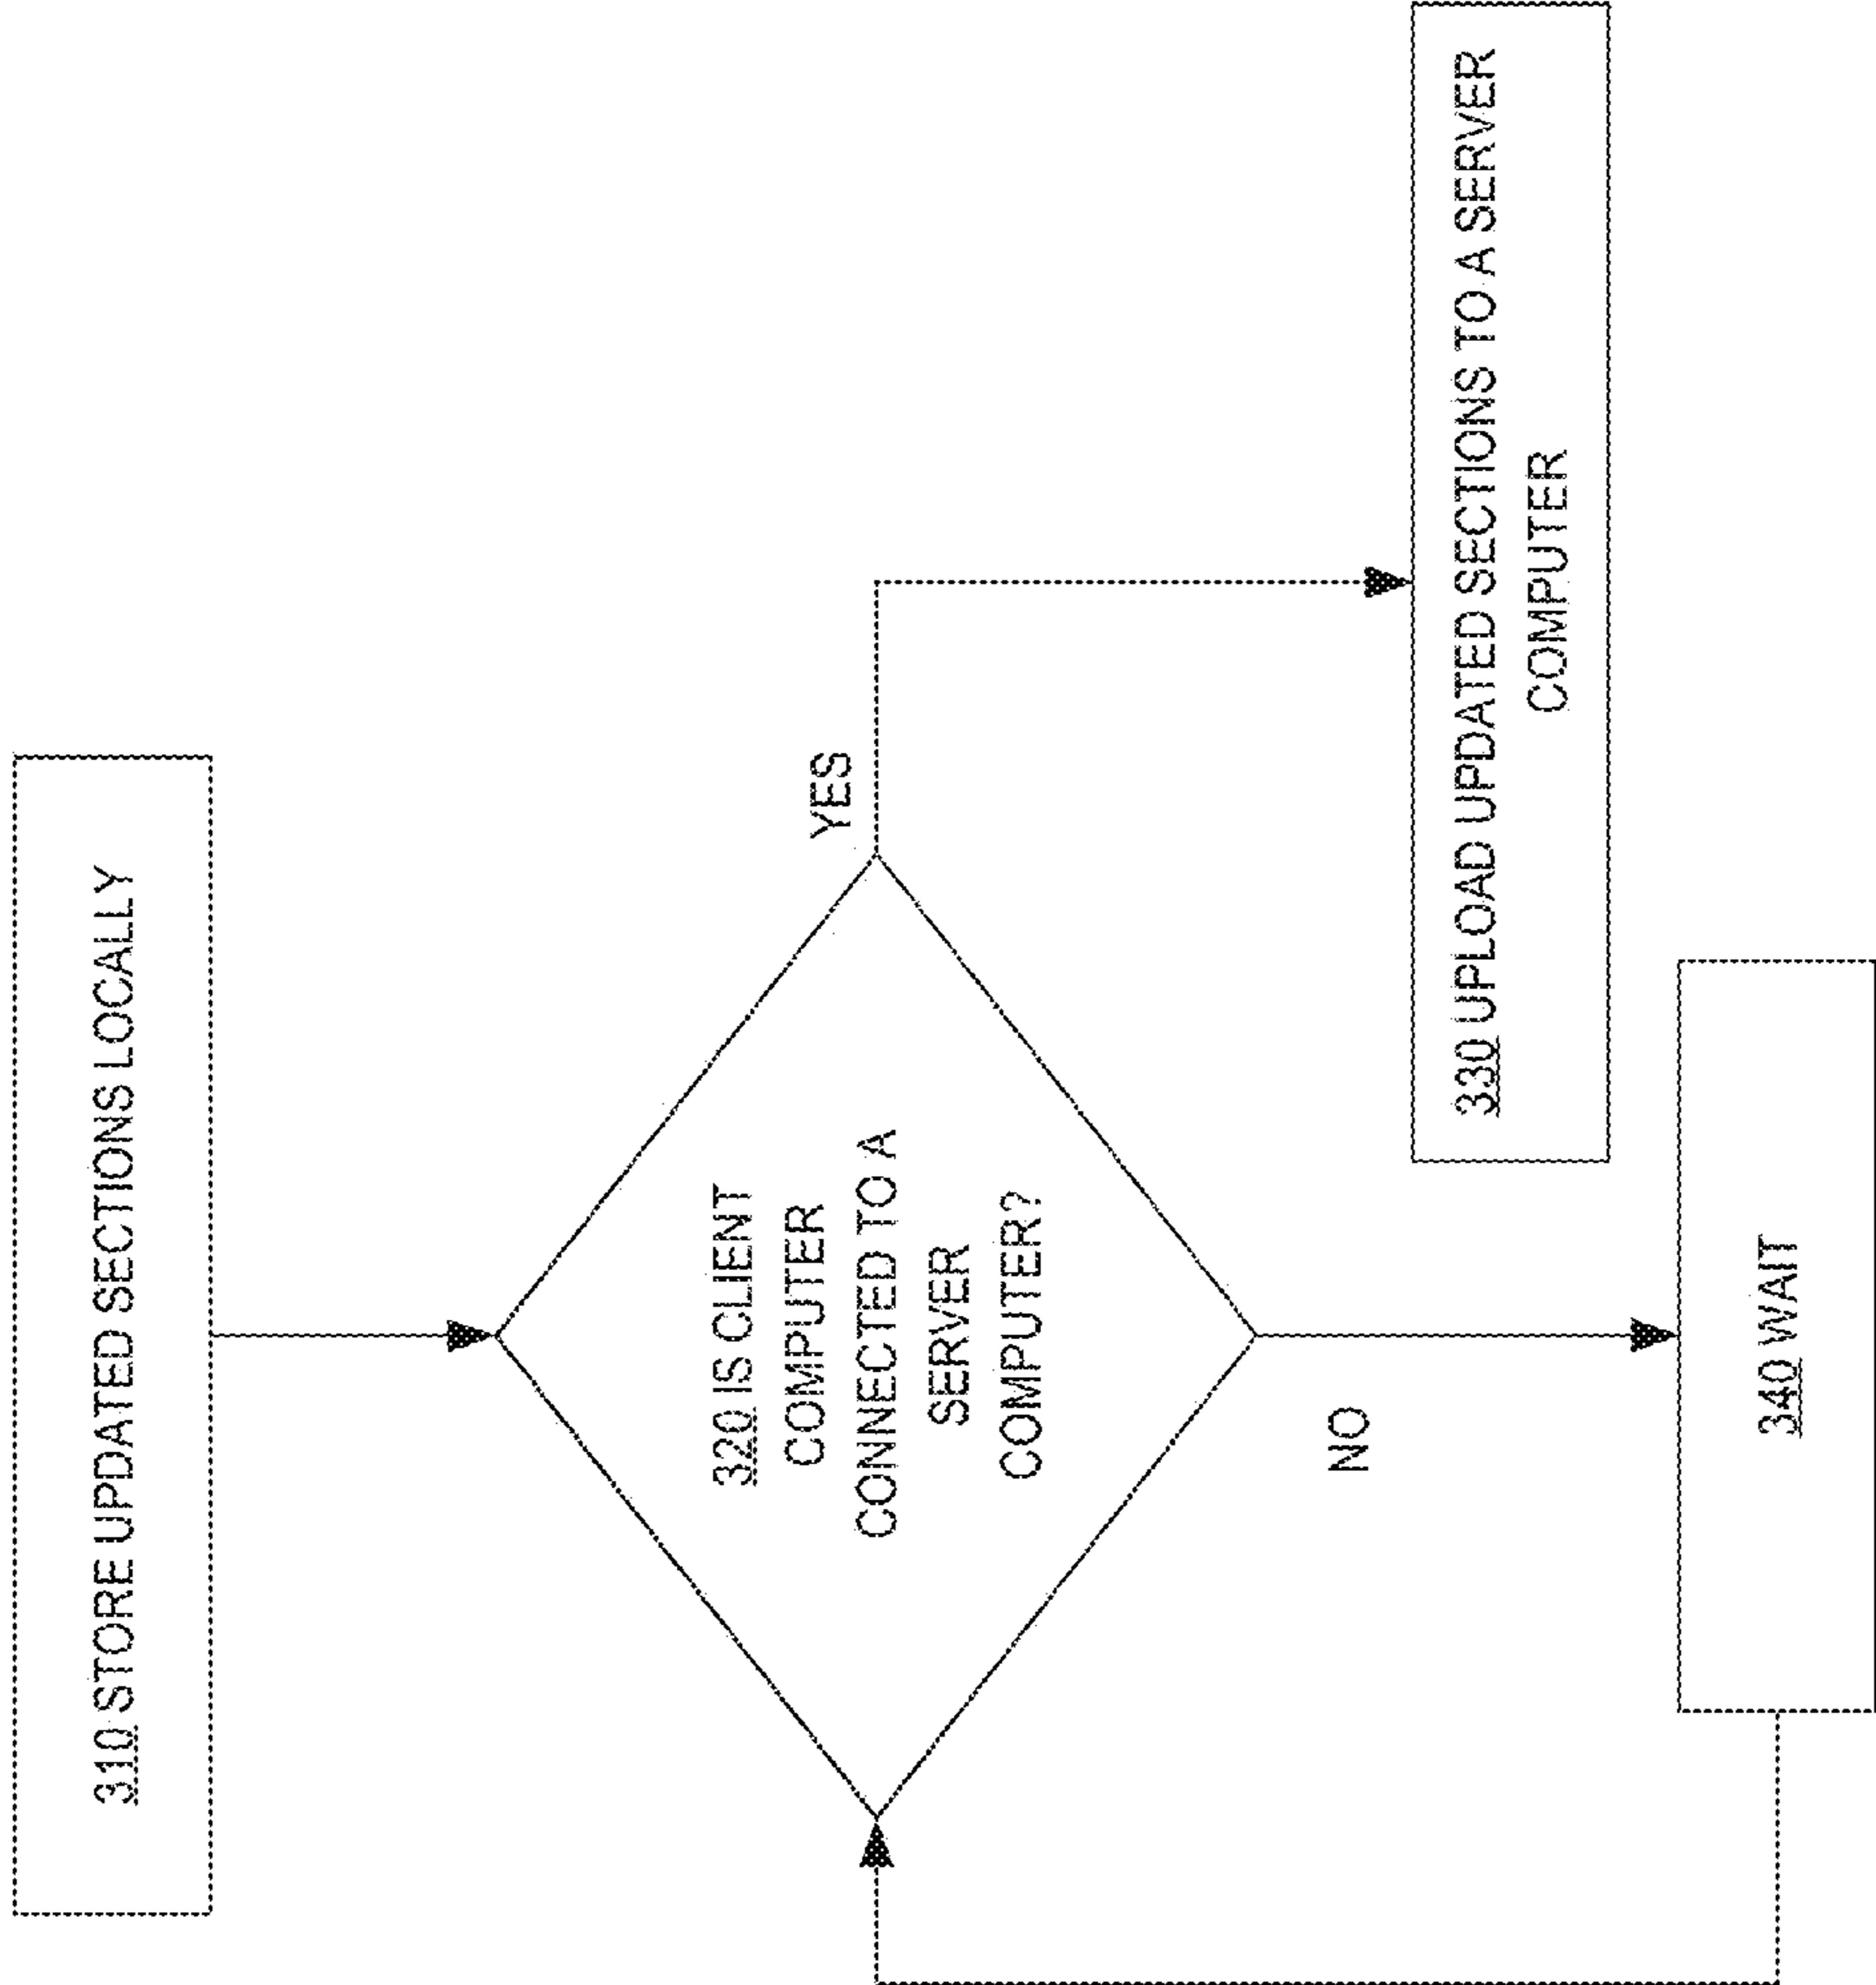 310 STORE UPDATED SECTIONS LOCALLY
320 IS CLIENT
COMPUTER
CONNECTED TO A
SERVER
COMPUTER?
YES
NO
330 UPLOAD UPDATED SECTIONS TO A SERVER
COMPUTER
340 WAIT